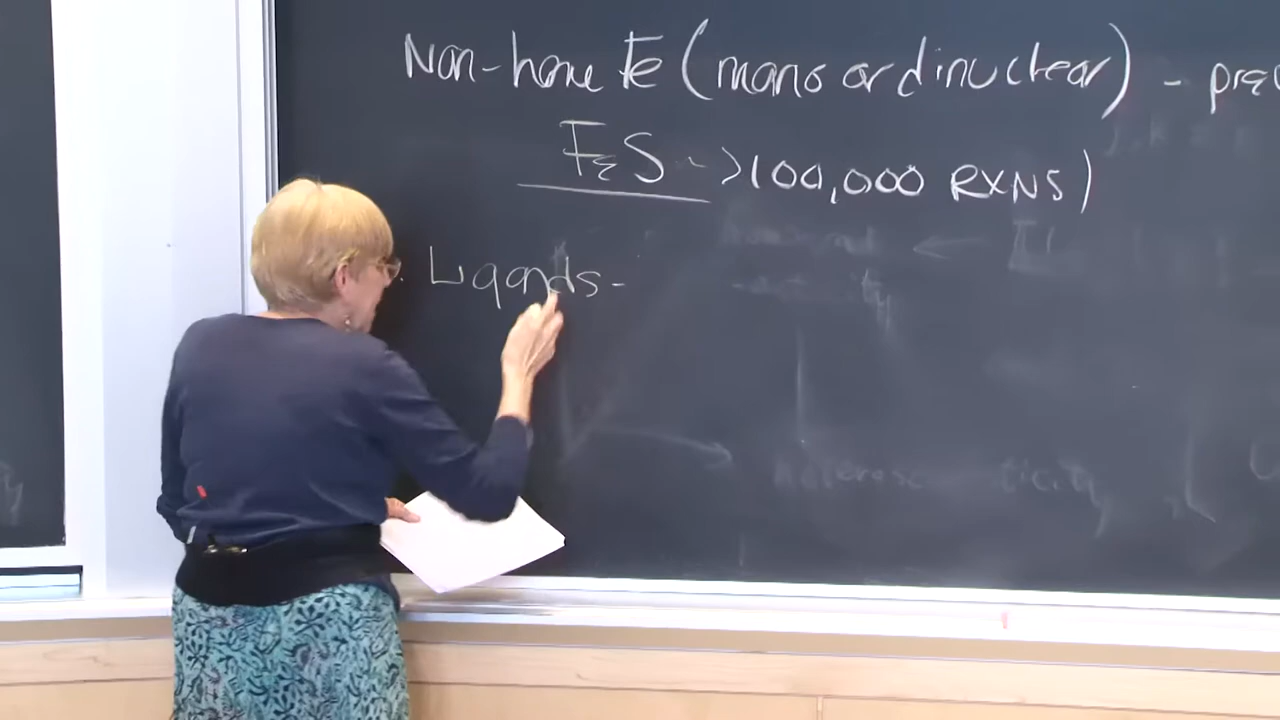 Non-heme Fe (mono or dinuclear) - pre
FeS ~ >100,000 RXNS)
Ligands -